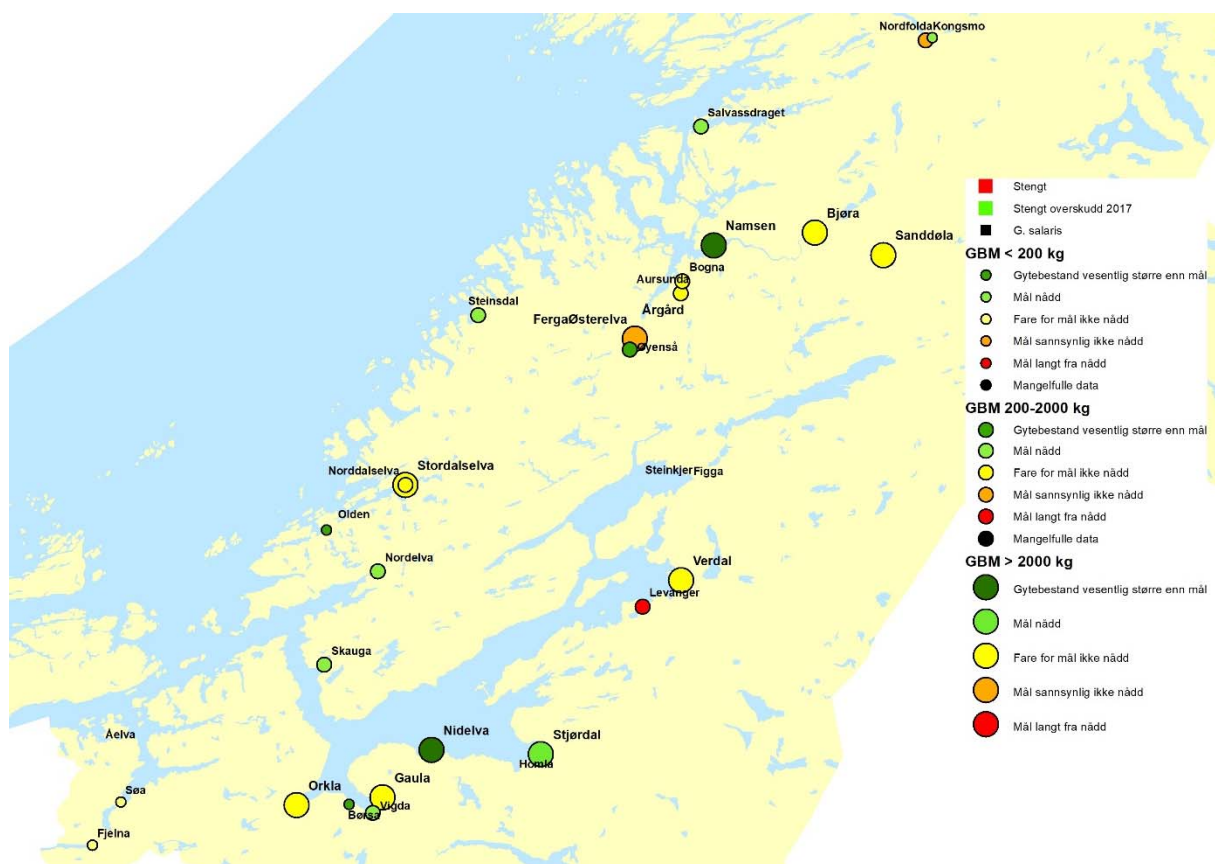 NordfoldaKongsmo
Salvassdraget
Namsen
Bjøra
Sanddøla
Bogna
Aursunda
Årgård
Steinsdal
FergaØsterelva
Øyenså
Norddalselva
Stordalselva
Steinkjer
Figga
Olden
Nordelva
Verdal
Levanger
Skauga
Åelva
Nidelva
Stjørdal
Homla
Søa
Orkla
Gaula
Vigda
Børsa
Fjelna
Stengt
Stengt overskudd 2017
G. salaris
GBM < 200 kg
Gytebestand vesentlig større enn mål
Mål nådd
Fare for mål ikke nådd
Mål sannsynlig ikke nådd
Mål langt fra nådd
Mangelfulle data
GBM 200-2000 kg
Gytebestand vesentlig større enn mål
Mål nådd
Fare for mål ikke nådd
Mål sannsynlig ikke nådd
Mål langt fra nådd
Mangelfulle data
GBM > 2000 kg
Gytebestand vesentlig større enn mål
Mål nådd
Fare for mål ikke nådd
Mål sannsynlig ikke nådd
Mål langt fra nådd